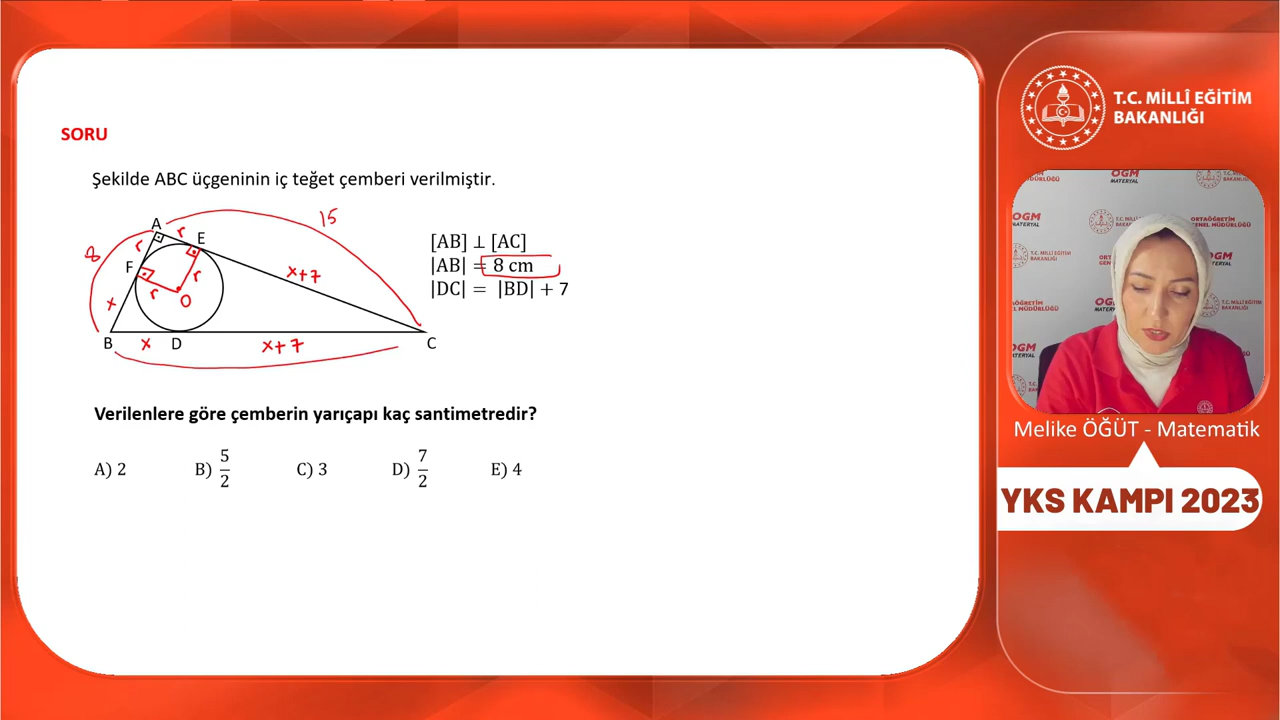 SORU
Şekilde ABC üçgeninin iç teğet çemberi verilmiştir.
15
A
r
r
E
8
F
r
r
O
x+7
x
B
x
D
x+7
C
[AB] ⊥ [AC]
|AB| = 8 cm
|DC| = |BD| + 7
Verilenlere göre çemberin yarıçapı kaç santimetredir?
A) 2 B) 5/2 C) 3 D) 7/2 E) 4
T.C. MİLLÎ EĞİTİM
BAKANLIĞI
OGM
MATERYAL
Melike ÖĞÜT - Matematik
YKS KAMPI 2023